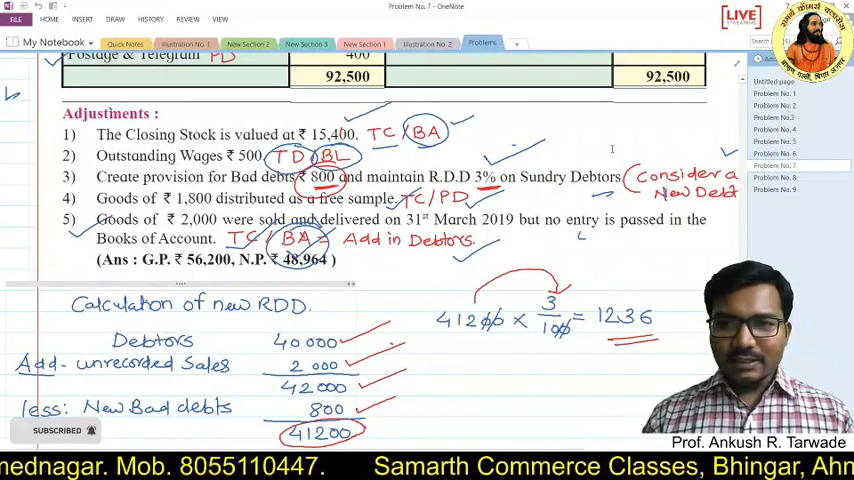 Problem No. 7 - OneNote
FILE HOME INSERT DRAW HISTORY REVIEW VIEW
LIVE
My Notebook Quick Notes Illustration No. 1 New Section 2 New Section 3 New Section 1 Illustration No. 2 Problems +
Untitled page
Problem No. 1
Problem No. 2
Problem No.3
Problem No. 4
Problem No. 5
Problem No. 6
Problem No. 7
Problem No. 8
Problem No. 9
Postage & Telegram PD 400
92,500 92,500
Adjustments :
1) The Closing Stock is valued at ₹ 15,400. TC/BA
2) Outstanding Wages ₹ 500. TD/BL
3) Create provision for Bad debts ₹ 800 and maintain R.D.D 3% on Sundry Debtors (Consider a
New Debt
4) Goods of ₹ 1,800 distributed as a free sample. TC/PD
5) Goods of ₹ 2,000 were sold and delivered on 31st March 2019 but no entry is passed in the
Books of Account. TC/BA = Add in Debtors.
(Ans : G.P. ₹ 56,200, N.P. ₹ 48,964 )
Calculation of new RDD.
Debtors 40000
Add- unrecorded Sales 2000
42000
less: New Bad debts 800
41200
41200 × 3/100 = 1236
SUBSCRIBED
Prof. Ankush R. Tarwade
mednagar. Mob. 8055110447. Samarth Commerce Classes, Bhingar, Ahm